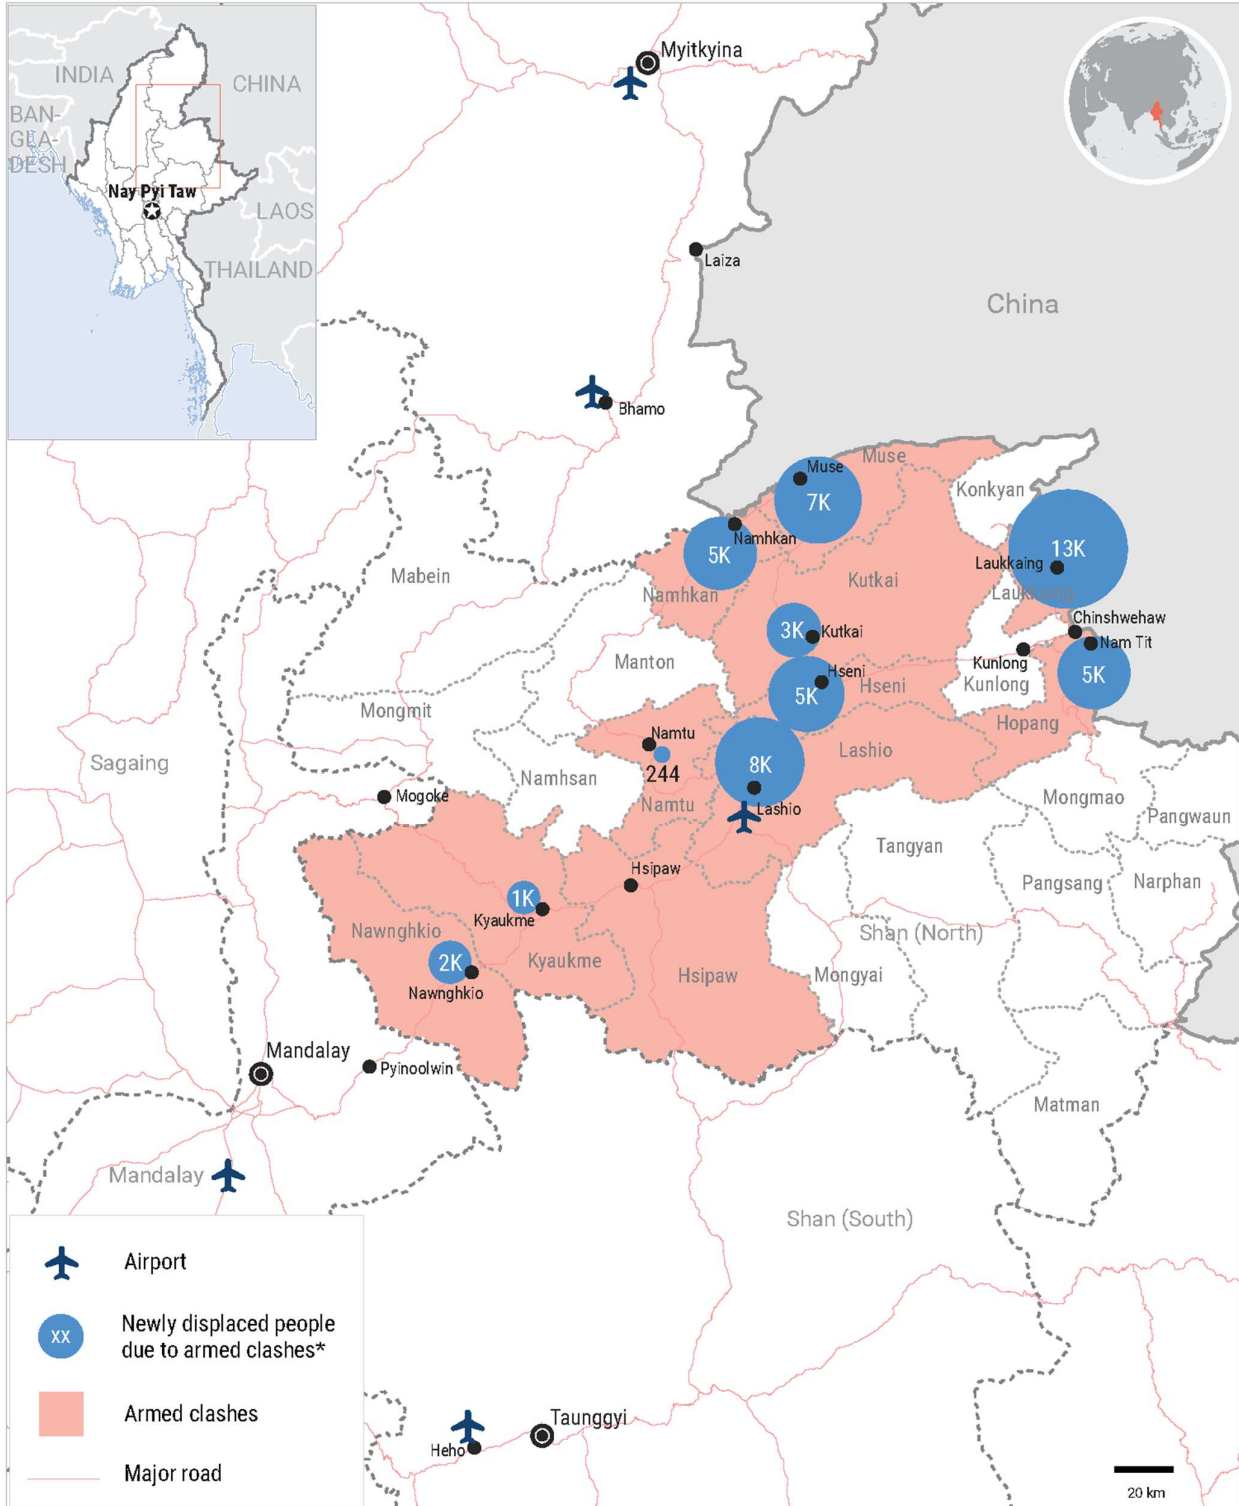 INDIA
CHINA
BAN-
GLA-
DESH
Nay Pyi Taw
LAOS
THAILAND
Myitkyina
Laiza
China
Bhamo
Muse
Muse
7K
Konkyan
Namhkan
5K
13K
Laukkaing
Laukkaing
Mabein
Kutkai
Namhkan
Chinshwehaw
3K
Kutkai
Nam Tit
Manton
Kunlong
Kunlong
Hseni
Hseni
5K
5K
Mongmit
Hopang
Namtu
Lashio
Sagaing
8K
244
Namhsan
Mogoke
Namtu
Lashio
Mongmao
Pangwaun
Tangyan
Hsipaw
Pangsang
Narphan
1K
Kyaukme
Nawnghkio
Shan (North)
2K
Kyaukme
Hsipaw
Mongyai
Nawnghkio
Mandalay
Pyinoolwin
Matman
Mandalay
Shan (South)
Airport
XX
Newly displaced people
due to armed clashes*
Armed clashes
Major road
Taunggyi
Heho
20 km